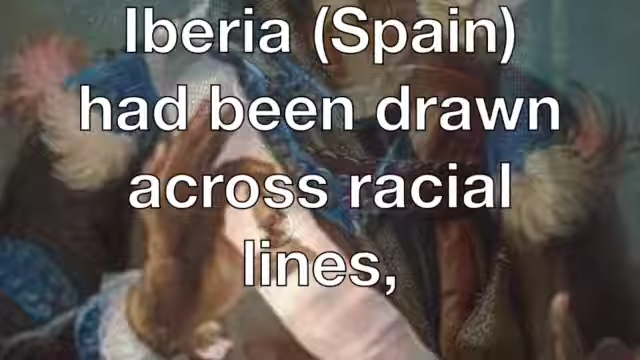 Iberia (Spain)
had been drawn
across racial
lines,